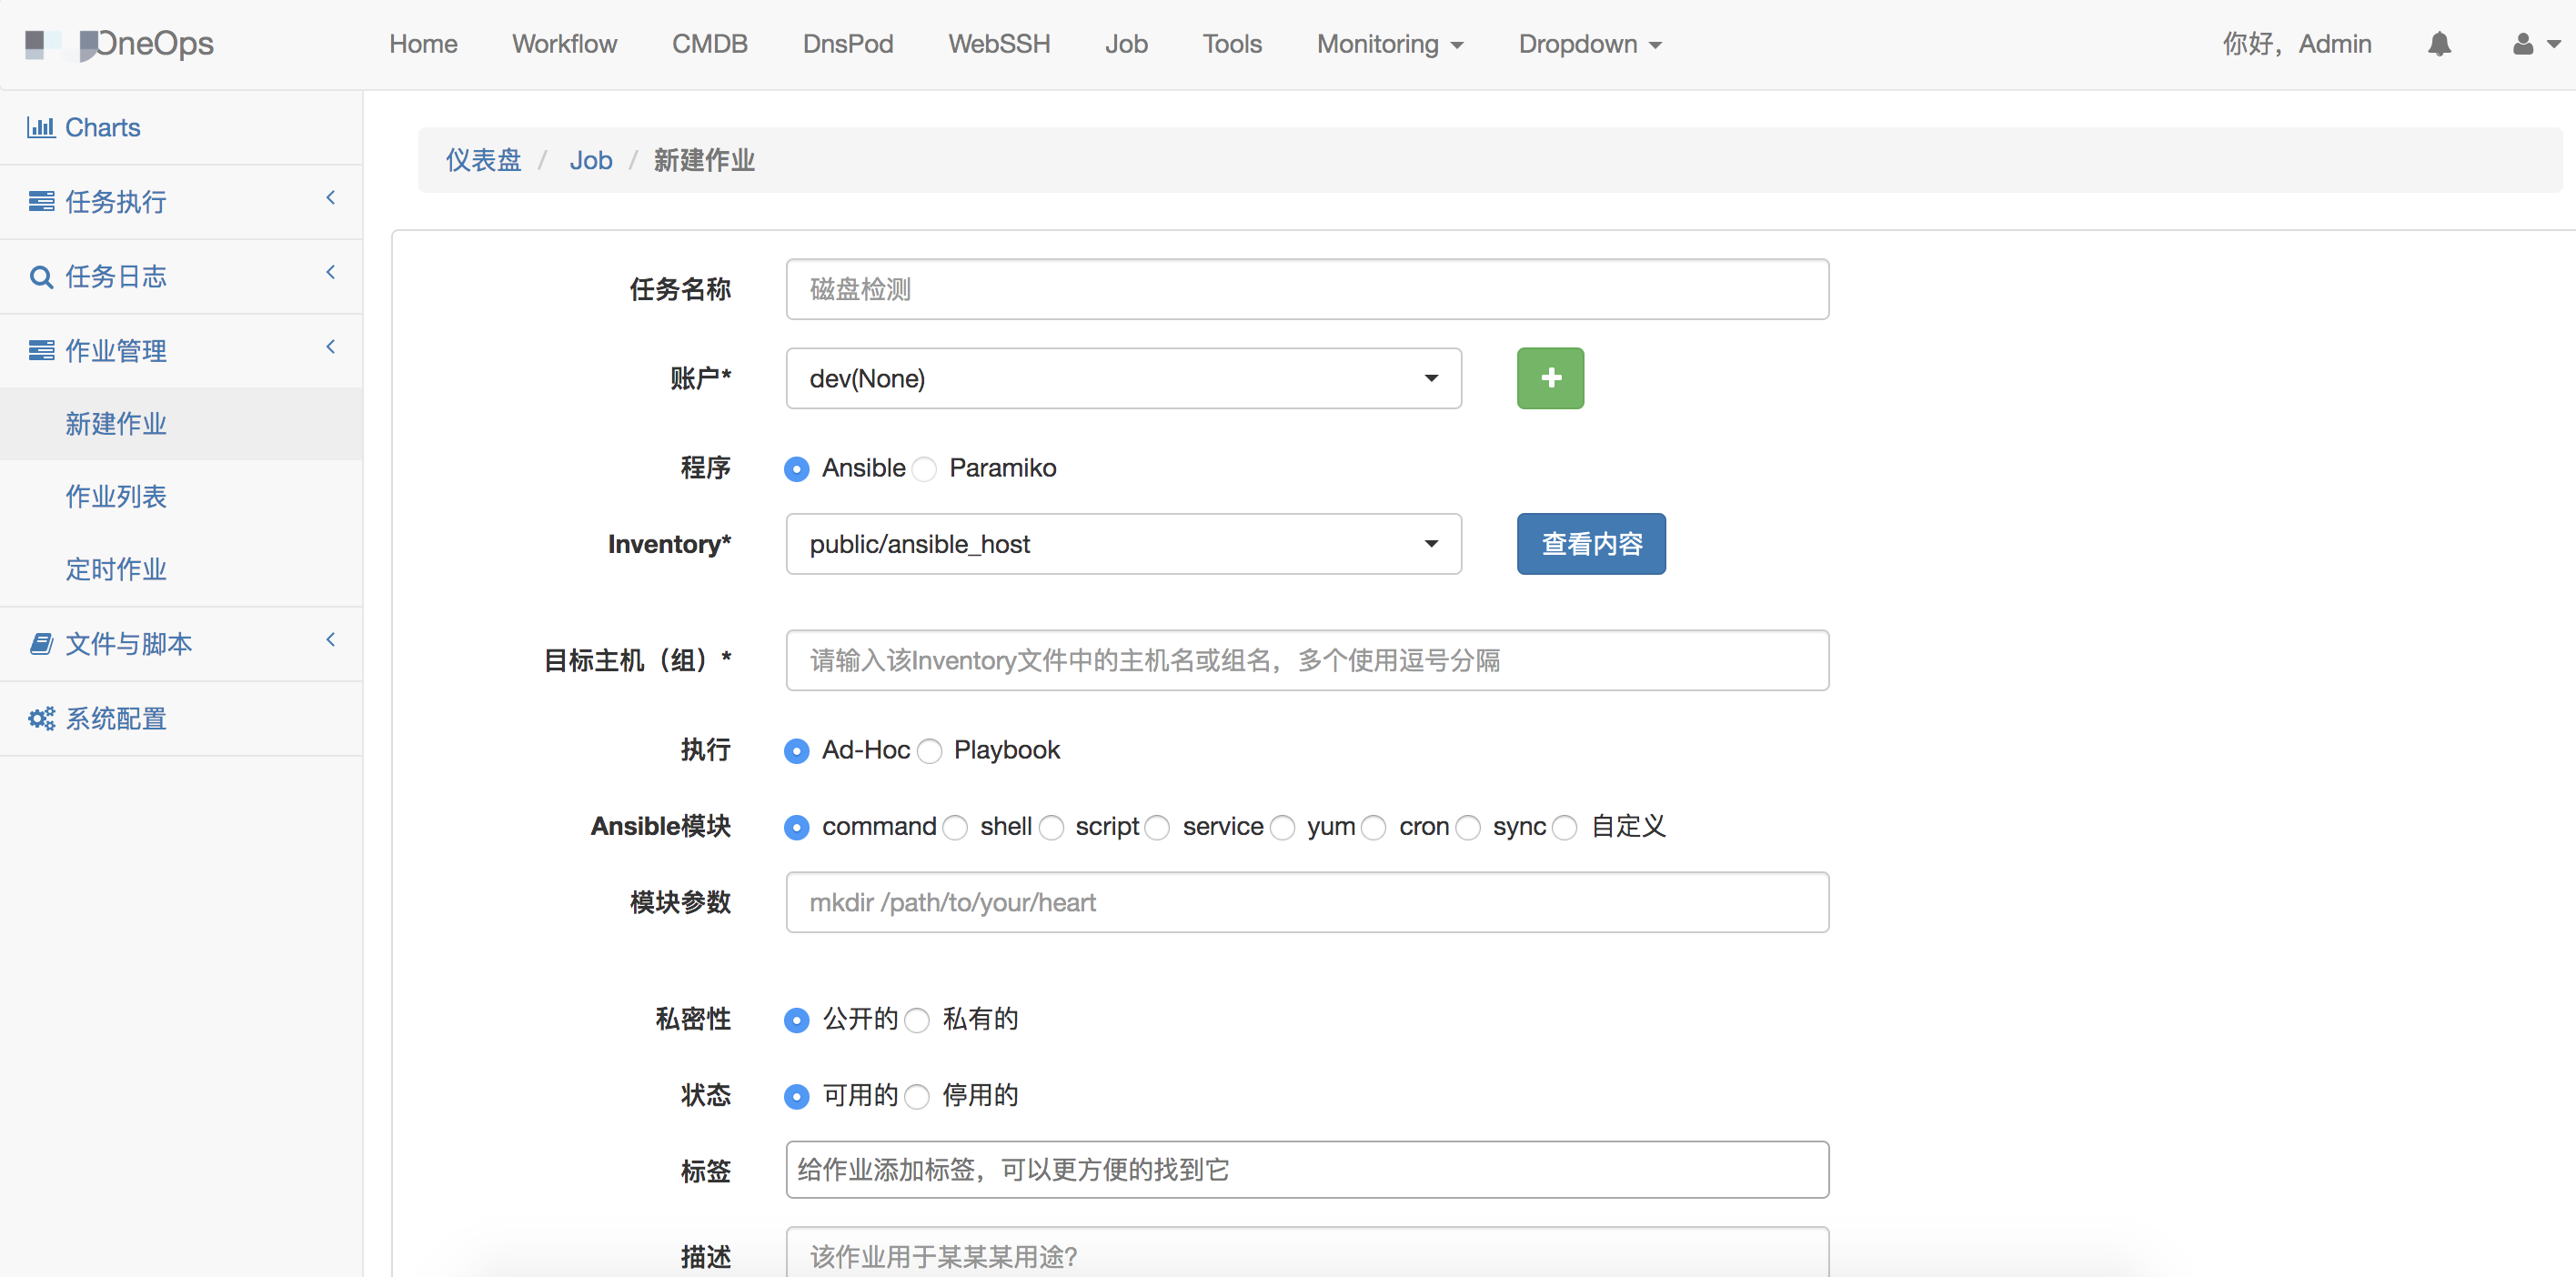 OneOps Home Workflow CMDB DnsPod WebSSH Job Tools Monitoring Dropdown 你好，Admin
Charts
任务执行
任务日志
作业管理
新建作业
作业列表
定时作业
文件与脚本
系统配置
仪表盘 / Job / 新建作业
任务名称 磁盘检测
账户* dev(None)
程序 Ansible Paramiko
Inventory* public/ansible_host 查看内容
目标主机（组）* 请输入该Inventory文件中的主机名或组名，多个使用逗号分隔
执行 Ad-Hoc Playbook
Ansible模块 command shell script service yum cron sync 自定义
模块参数 mkdir /path/to/your/heart
私密性 公开的 私有的
状态 可用的 停用的
标签 给作业添加标签，可以更方便的找到它
描述 该作业用于某某某用途?